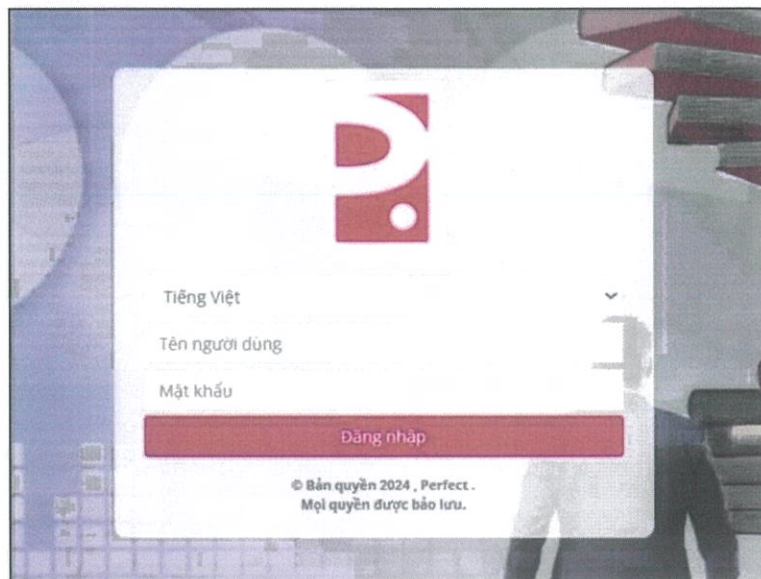 Tiếng Việt
Tên người dùng
Mật khẩu
Đăng nhập
© Bản quyền 2024 , Perfect .
Mọi quyền được bảo lưu.